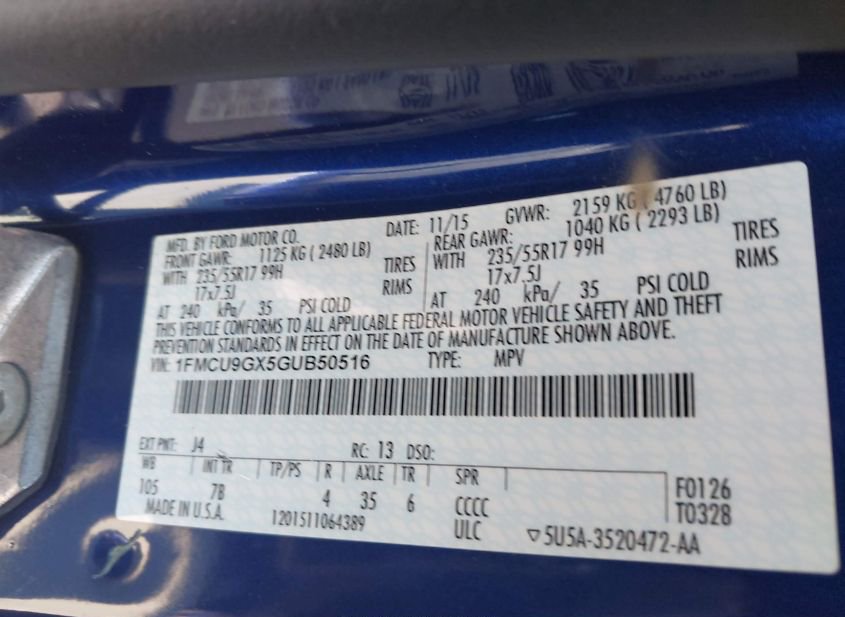 MFD. BY FORD MOTOR CO. DATE: 11/15 GVWR: 2159 KG ( 4760 LB)
FRONT GAWR: 1125 KG ( 2480 LB) REAR GAWR: 1040 KG ( 2293 LB)
WITH 235/55R17 99H TIRES WITH 235/55R17 99H TIRES
17x7.5J RIMS 17x7.5J RIMS
AT 240 kPa/ 35 PSI COLD AT 240 kPa/ 35 PSI COLD
THIS VEHICLE CONFORMS TO ALL APPLICABLE FEDERAL MOTOR VEHICLE SAFETY AND THEFT
PREVENTION STANDARDS IN EFFECT ON THE DATE OF MANUFACTURE SHOWN ABOVE.
VIN: 1FMCU9GX5GUB50516 TYPE: MPV
EXT PNT: J4 RC: 13 DSO:
WB INT TR TP/PS R AXLE TR SPR F0126
105 7B 4 35 6 CCCC T0328
MADE IN U.S.A. 1201511064389 ULC ▽5U5A-3520472-AA